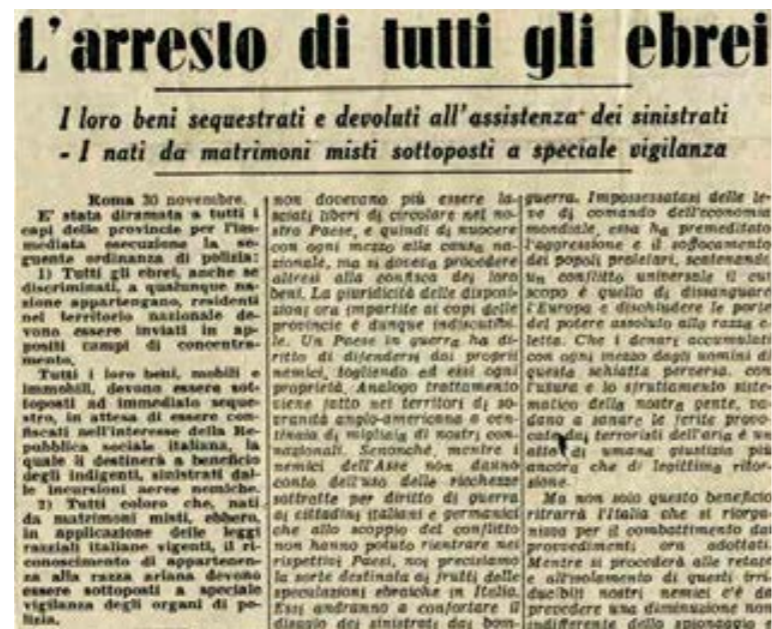 L'arresto di tutti gli ebrei
I loro beni sequestrati e devoluti all'assistenza dei sinistrati
- I nati da matrimoni misti sottoposti a speciale vigilanza
Roma 30 novembre.
E' stata diramata a tutti i
capi delle provincie per l'im-
mediata esecuzione la se-
guente ordinanza di polizia:
1) Tutti gli ebrei, anche se
discriminati, a qualunque na-
zione appartengano, residenti
nel territorio nazionale de-
vono essere inviati in ap-
positi campi di concentra-
mento.
Tutti i loro beni, mobili e
immobili, devono essere sot-
toposti ad immediato seque-
stro, in attesa di essere con-
fiscati nell'interesse della Re-
pubblica sociale italiana, la
quale li destinerà a beneficio
degli indigenti, sinistrati dal-
le incursioni aeree nemiche.
2) Tutti coloro che, nati
da matrimoni misti, ebbero,
in applicazione delle leggi
razziali italiane vigenti, il ri-
conoscimento di appartenen-
za alla razza ariana devono
essere sottoposti a speciale
vigilanza degli organi di po-
lizia.
non dovevano più essere la-
sciati liberi di circolare nel no-
stro Paese, e quindi di nuocere
con ogni mezzo alla causa na-
zionale, ma si doveva procedere
altresì alla confisca dei loro
beni. La giuridicità delle disposi-
zioni ora impartite ai capi delle
provincie è dunque indiscutibi-
le. Un Paese in guerra ha di-
ritto di difendersi dai proprii
nemici, togliendo ad essi ogni
proprietà. Analogo trattamento
viene fatto nei territori di so-
vranità anglo-americana a cen-
tinaia di migliaia di nostri con-
nazionali. Senonchè, mentre i
nemici dell'Asse non danno
conto dell'uso delle ricchezze
sottratte per diritto di guerra
ai cittadini italiani e germanici
che allo scoppio del conflitto
non hanno potuto rientrare nei
rispettivi Paesi, noi precisiamo
la sorte destinata ai frutti delle
speculazioni ebraiche in Italia.
Essi andranno a confortare il
disagio dei sinistrati dai bom-
guerra. Impossessatasi delle le-
ve di comando dell'economia
mondiale, essa ha premeditato
l'aggressione e il soffocamento
dei popoli proletari, scatenando
un conflitto universale il cui
scopo è quello di dissanguare
l'Europa e dischiudere le porte
del potere assoluto alla razza e-
letta. Che i denari accumulati
con ogni mezzo dagli uomini di
questa schiatta perversa, con
l'usura e lo sfruttamento siste-
matico della nostra gente, va-
dano a sanare le ferite provo-
cate dai terroristi dell'aria è un
atto di umana giustizia più
ancora che di legittima ritor-
sione.
Ma non solo questo beneficio
ritrarrà l'Italia che si riorga-
nizza per il combattimento dai
provvedimenti ora adottati.
Mentre si procederà alle retate
e all'isolamento di questi irri-
ducibili nostri nemici c'è da
prevedere una diminuzione non
indifferente dello spionaggio e